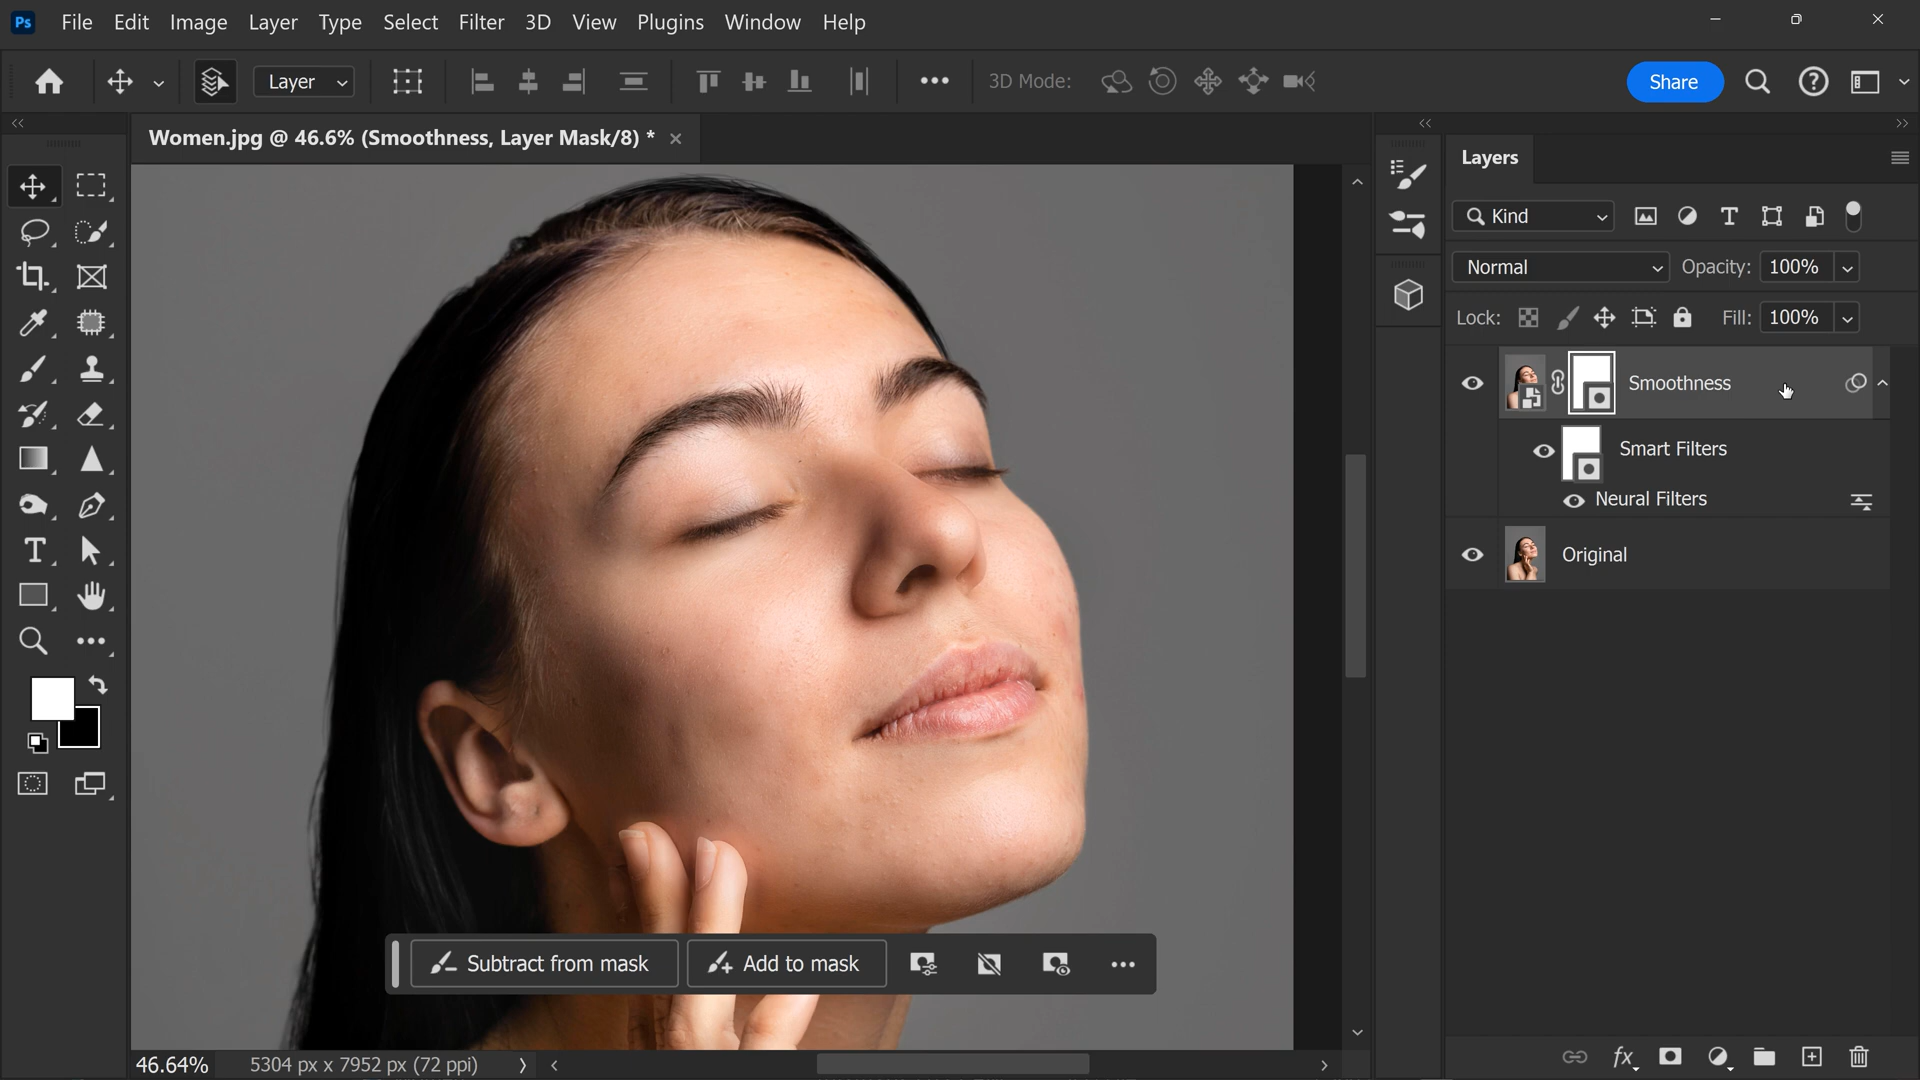 Ps File Edit Image Layer Type Select Filter 3D View Plugins Window Help
Layer 3D Mode: Share
Women.jpg @ 46.6% (Smoothness, Layer Mask/8) *
Layers
Kind
Normal Opacity: 100%
Lock: Fill: 100%
Smoothness
Smart Filters
Neural Filters
Original
Subtract from mask Add to mask
46.64% 5304 px x 7952 px (72 ppi)
fx